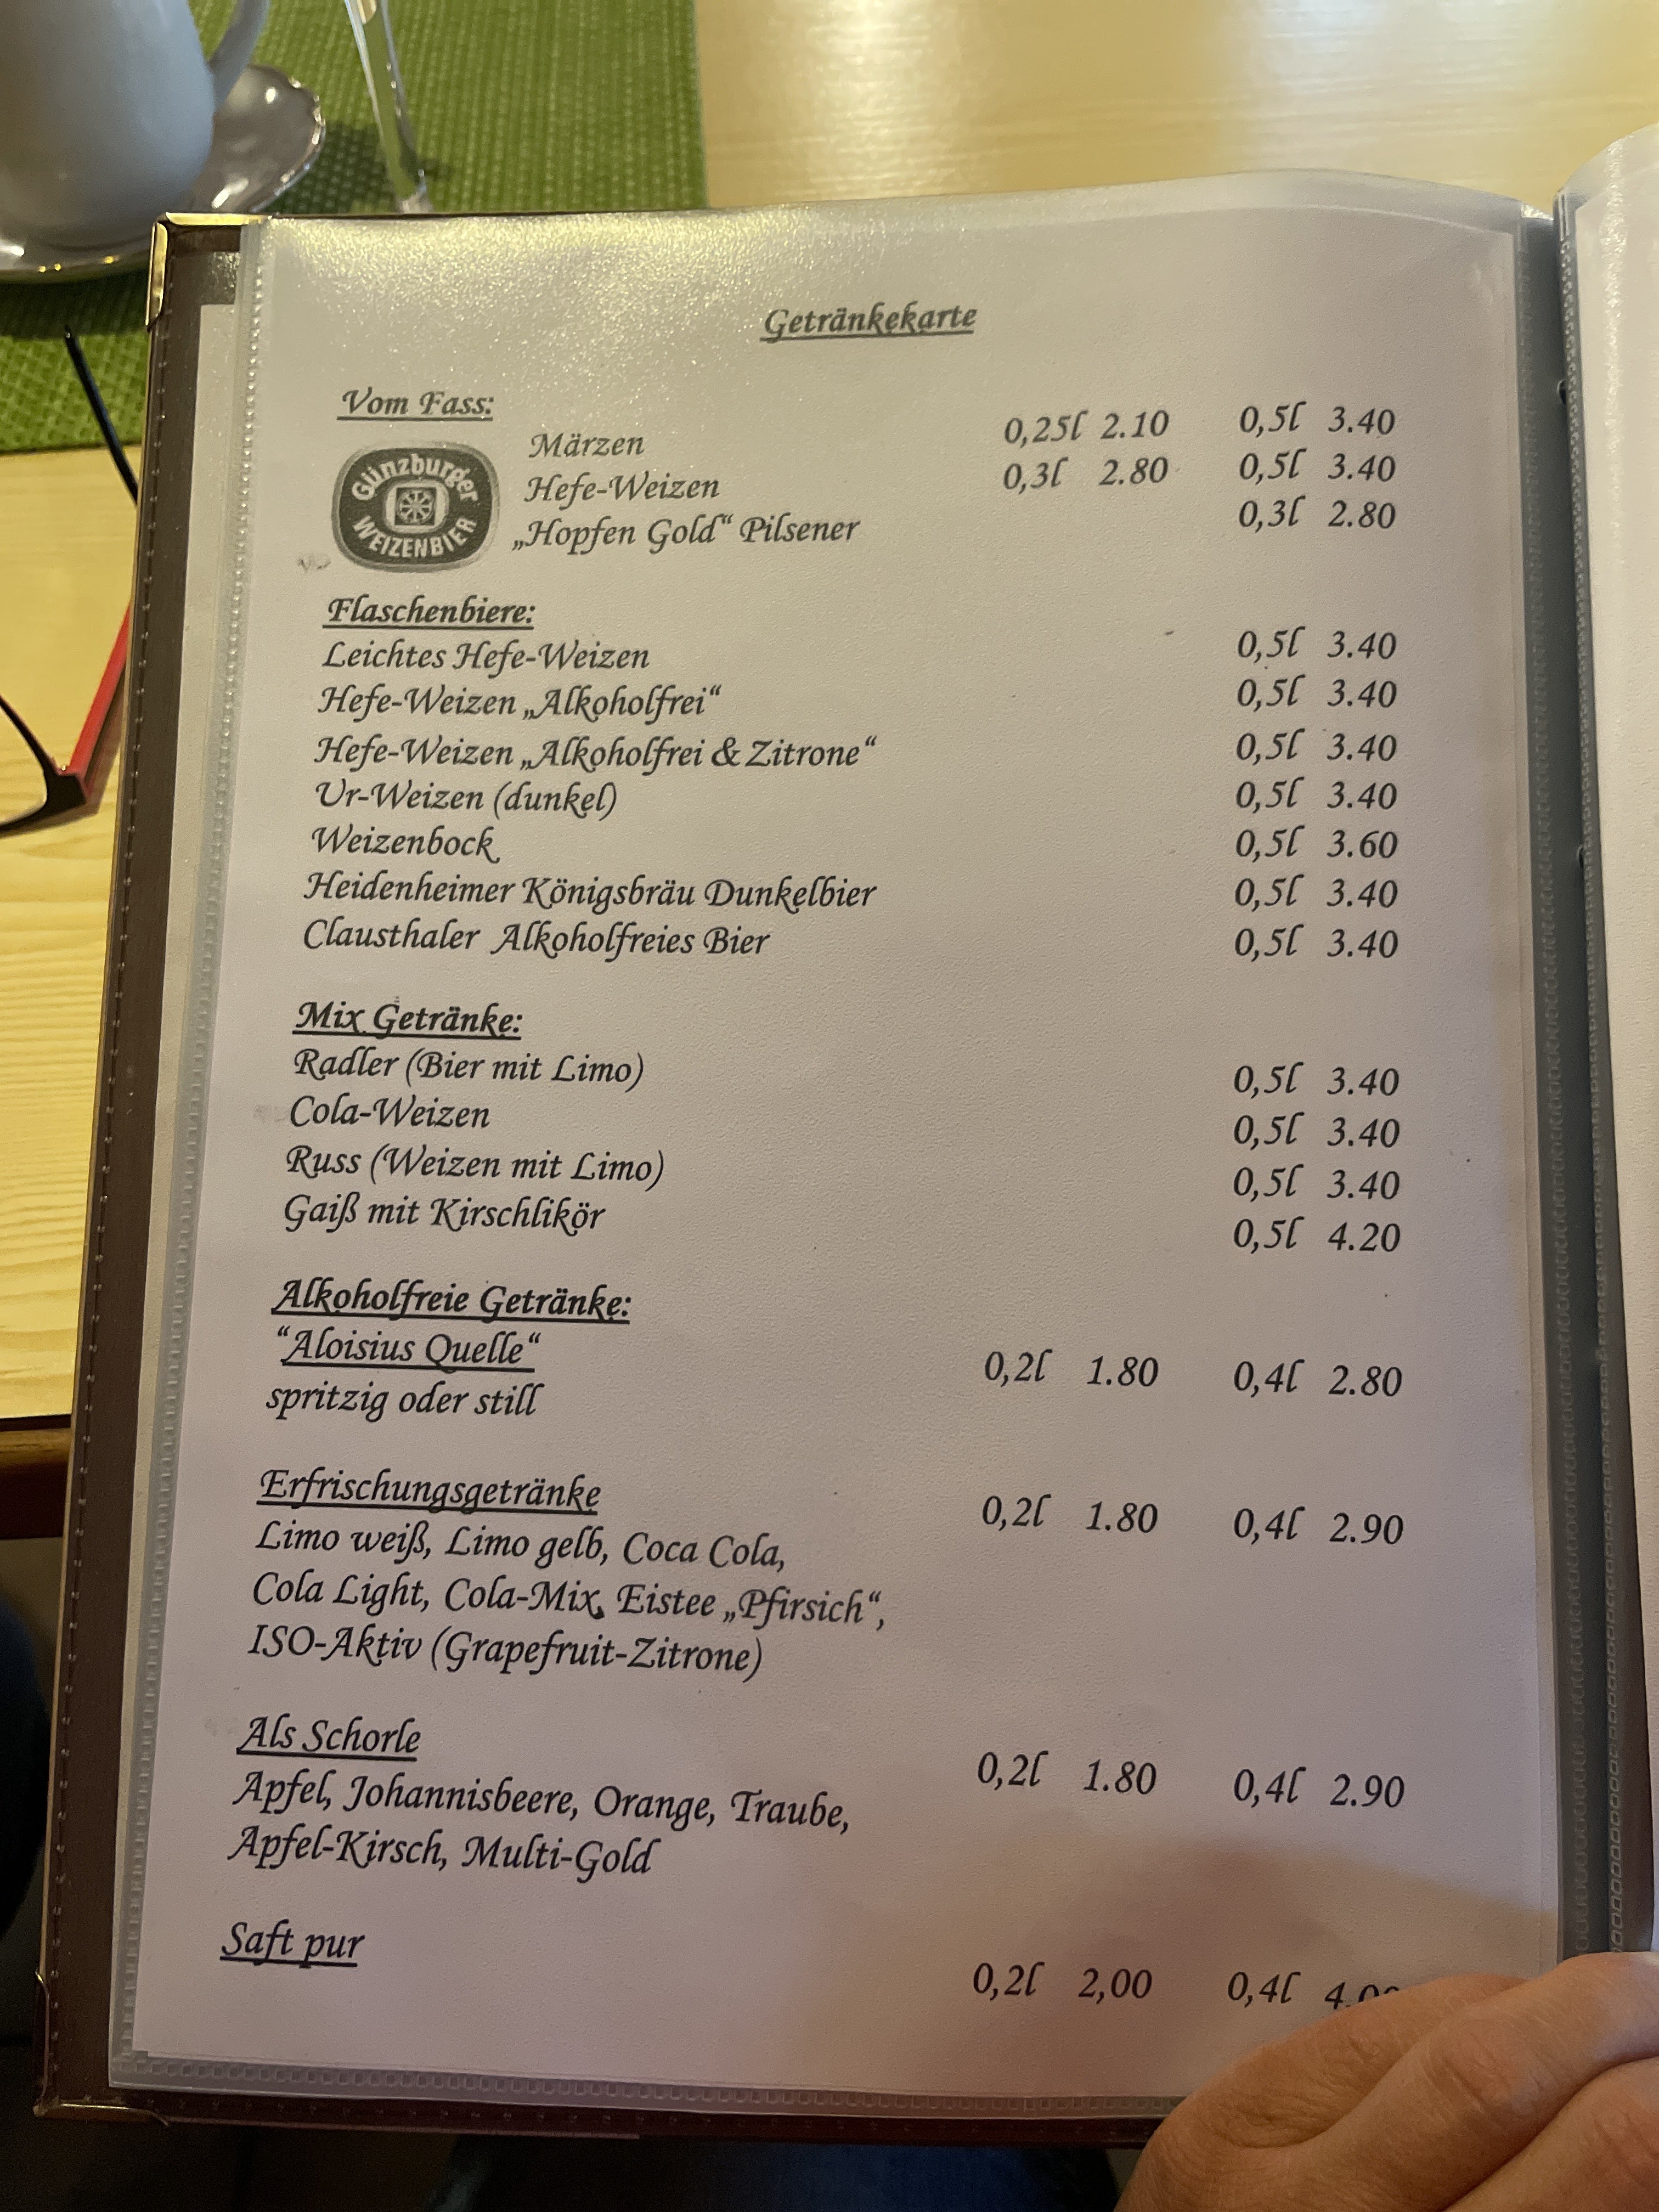 Getränkekarte
Vom Fass:
Märzen 0,25l 2.10 0,5l 3.40
Hefe-Weizen 0,3l 2.80 0,5l 3.40
„Hopfen Gold“ Pilsener 0,3l 2.80
Günzburger
WEIZENBIER
Flaschenbiere:
Leichtes Hefe-Weizen 0,5l 3.40
Hefe-Weizen „Alkoholfrei“ 0,5l 3.40
Hefe-Weizen „Alkoholfrei & Zitrone“ 0,5l 3.40
Ur-Weizen (dunkel) 0,5l 3.40
Weizenbock 0,5l 3.60
Heidenheimer Königsbräu Dunkelbier 0,5l 3.40
Clausthaler Alkoholfreies Bier 0,5l 3.40
Mix Getränke:
Radler (Bier mit Limo) 0,5l 3.40
Cola-Weizen 0,5l 3.40
Russ (Weizen mit Limo) 0,5l 3.40
Gaiß mit Kirschlikör 0,5l 4.20
Alkoholfreie Getränke:
“Aloisius Quelle“ 0,2l 1.80 0,4l 2.80
spritzig oder still
Erfrischungsgetränke 0,2l 1.80 0,4l 2.90
Limo weiß, Limo gelb, Coca Cola,
Cola Light, Cola-Mix, Eistee „Pfirsich“,
ISO-Aktiv (Grapefruit-Zitrone)
Als Schorle
Apfel, Johannisbeere, Orange, Traube, 0,2l 1.80 0,4l 2.90
Apfel-Kirsch, Multi-Gold
Saft pur
0,2l 2,00 0,4l